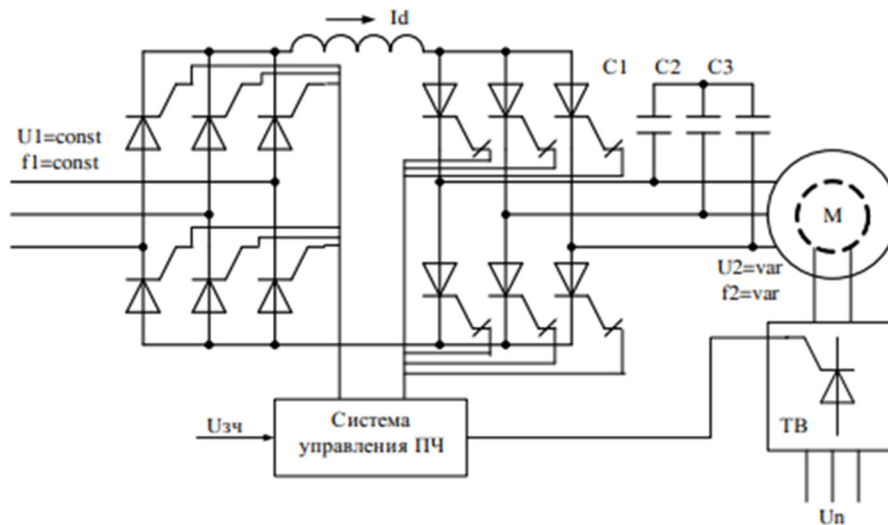 Id
C1 C2 C3
U1=const
f1=const
М
U2=var
f2=var
Uзч
Система
управления ПЧ
ТВ
Un